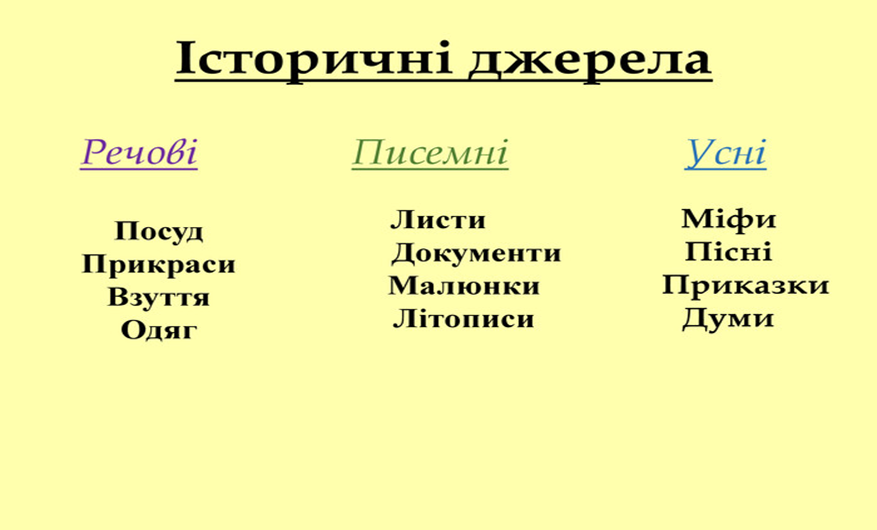 Історичні джерела
Речові
Посуд
Прикраси
Взуття
Одяг
Писемні
Листи
Документи
Малюнки
Літописи
Усні
Міфи
Пісні
Приказки
Думи